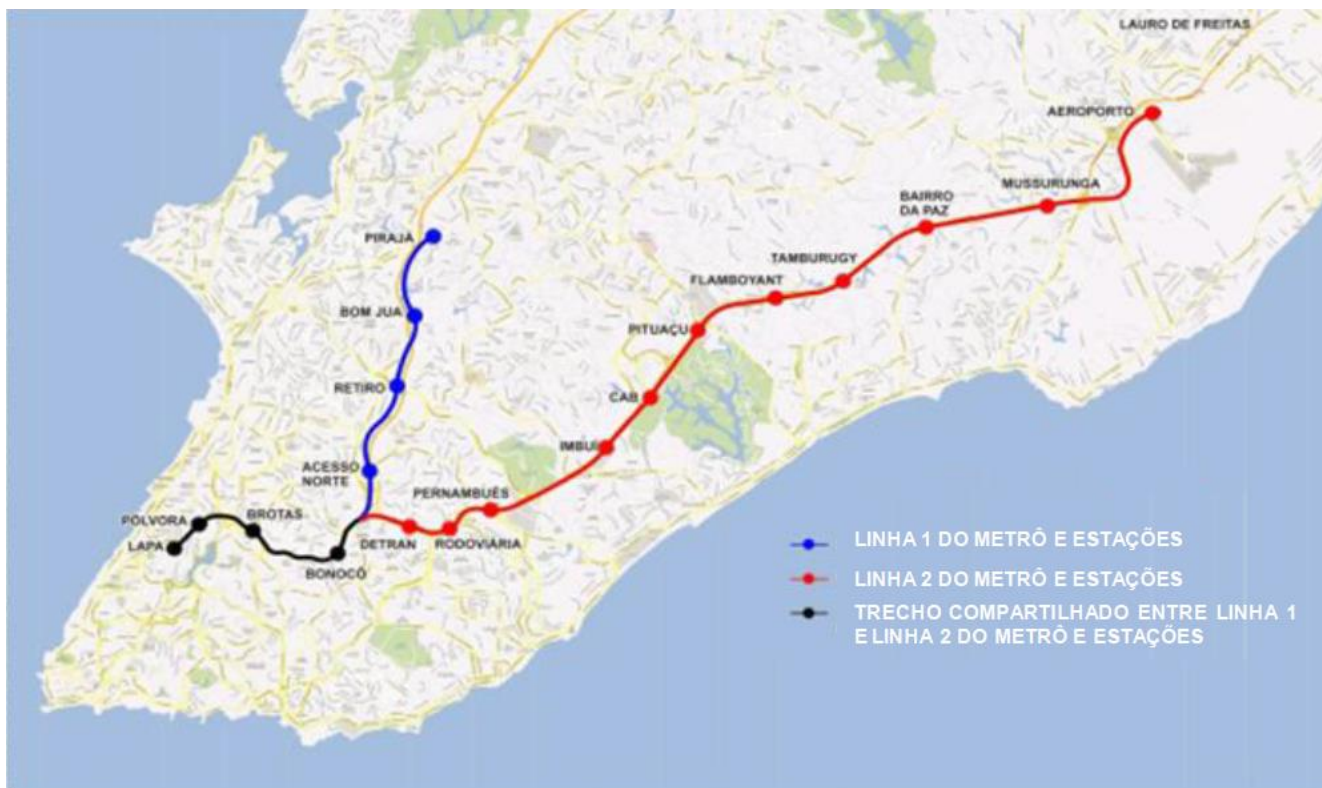 LAURO DE FREITAS
AEROPORTO
MUSSURUNGA
BAIRRO
DA PAZ
PIRAJÁ
TAMBURUGY
FLAMBOYANT
BOM JUA
PITUAÇU
RETIRO
CAB
IMBUÍ
ACESSO
NORTE
PERNAMBUÉS
POLVORA
BROTAS
LAPA
DETRAN
RODOVIÁRIA
BONOCÔ
LINHA 1 DO METRÔ E ESTAÇÕES
LINHA 2 DO METRÔ E ESTAÇÕES
TRECHO COMPARTILHADO ENTRE LINHA 1
E LINHA 2 DO METRÔ E ESTAÇÕES